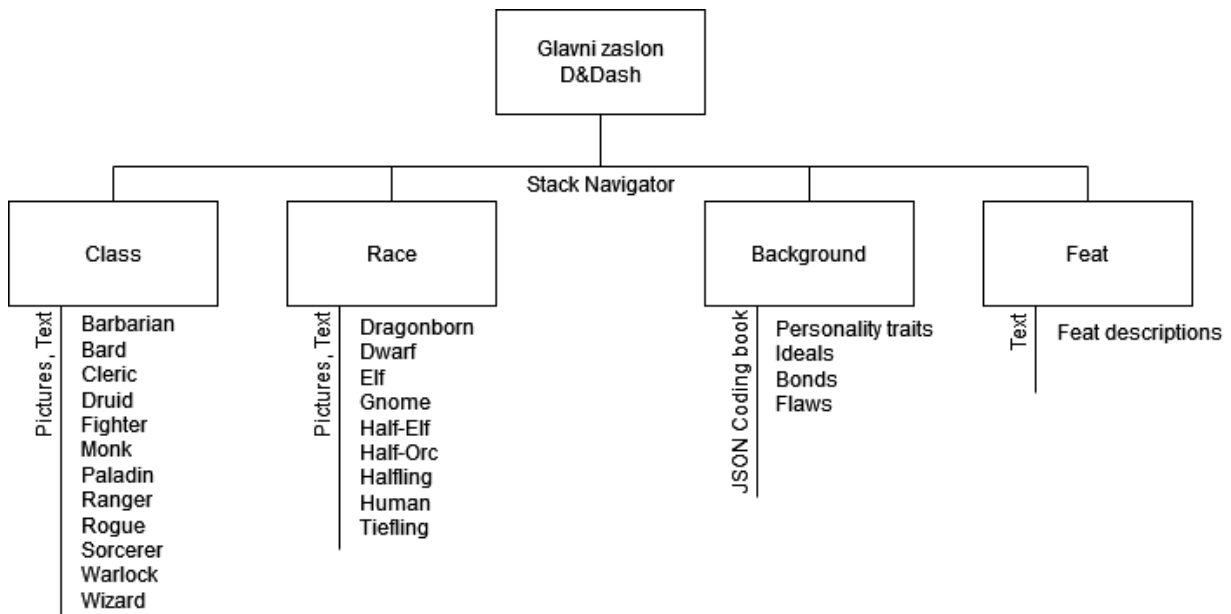 Glavni zaslon
D&Dash
Stack Navigator
Class
Race
Background
Feat
Pictures, Text
Barbarian
Bard
Cleric
Druid
Fighter
Monk
Paladin
Ranger
Rogue
Sorcerer
Warlock
Wizard
Pictures, Text
Dragonborn
Dwarf
Elf
Gnome
Half-Elf
Half-Orc
Halfling
Human
Tiefling
JSON Coding book
Personality traits
Ideals
Bonds
Flaws
Text
Feat descriptions